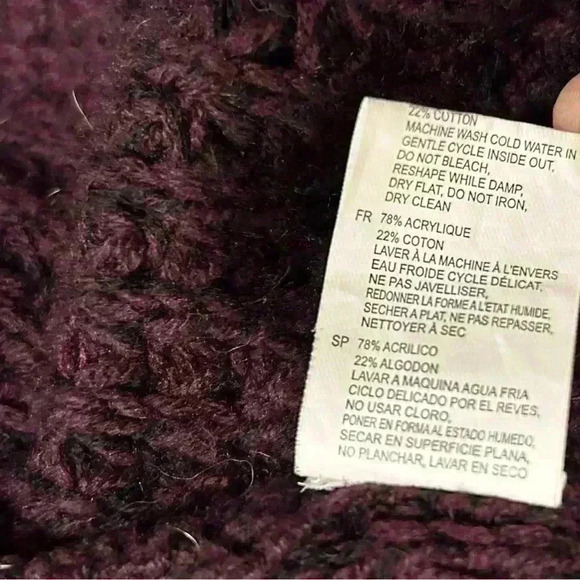 22% COTTON
MACHINE WASH COLD WATER IN
GENTLE CYCLE INSIDE OUT,
DO NOT BLEACH,
RESHAPE WHILE DAMP,
DRY FLAT, DO NOT IRON,
DRY CLEAN
FR 78% ACRYLIQUE
22% COTON
LAVER À LA MACHINE À L'ENVERS
EAU FROIDE CYCLE DÉLICAT,
NE PAS JAVELLISER,
REDONNER LA FORME A L'ETAT HUMIDE,
SECHER A PLAT, NE PAS REPASSER,
NETTOYER À SEC
SP 78% ACRILICO
22% ALGODON
LAVAR A MAQUINA AGUA FRIA
CICLO DELICADO POR EL REVES,
NO USAR CLORO,
PONER EN FORMA AL ESTADO HUMEDO,
SECAR EN SUPERFICIE PLANA,
NO PLANCHAR, LAVAR EN SECO